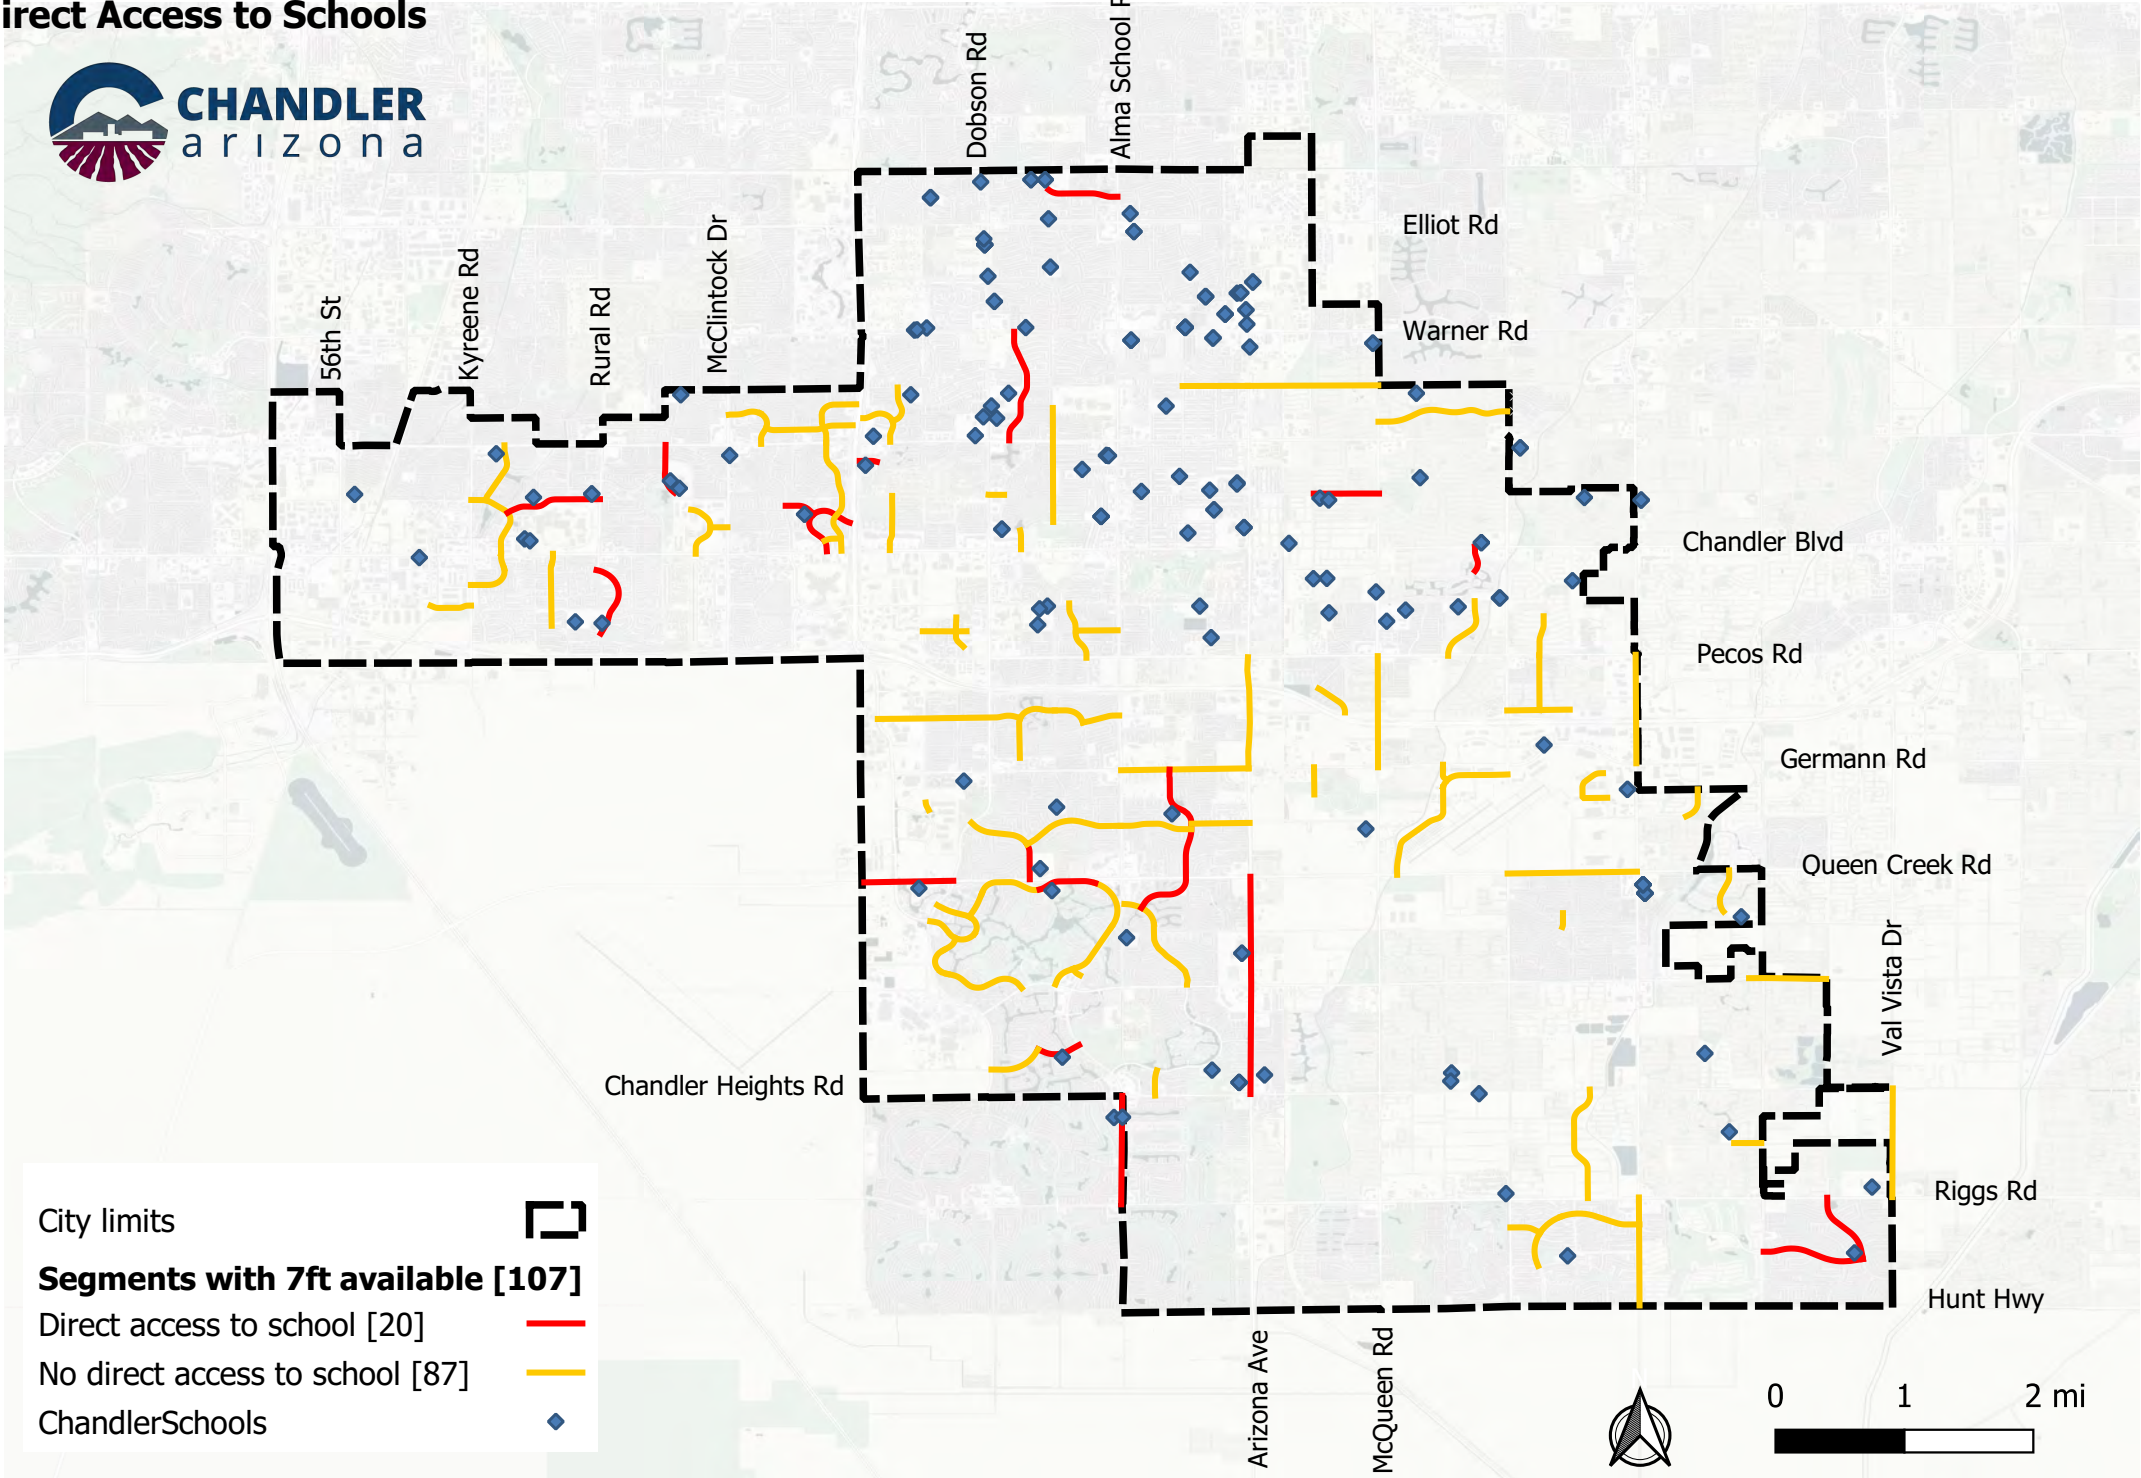 irect Access to Schools
CHANDLER
arizona
Dobson Rd
Alma School R
Elliot Rd
Warner Rd
56th St
Kyrene Rd
Rural Rd
McClintock Dr
Chandler Blvd
Pecos Rd
Germann Rd
Queen Creek Rd
Val Vista Dr
Chandler Heights Rd
Riggs Rd
Hunt Hwy
Arizona Ave
McQueen Rd
City limits
Segments with 7ft available [107]
Direct access to school [20]
No direct access to school [87]
ChandlerSchools
0 1 2 mi